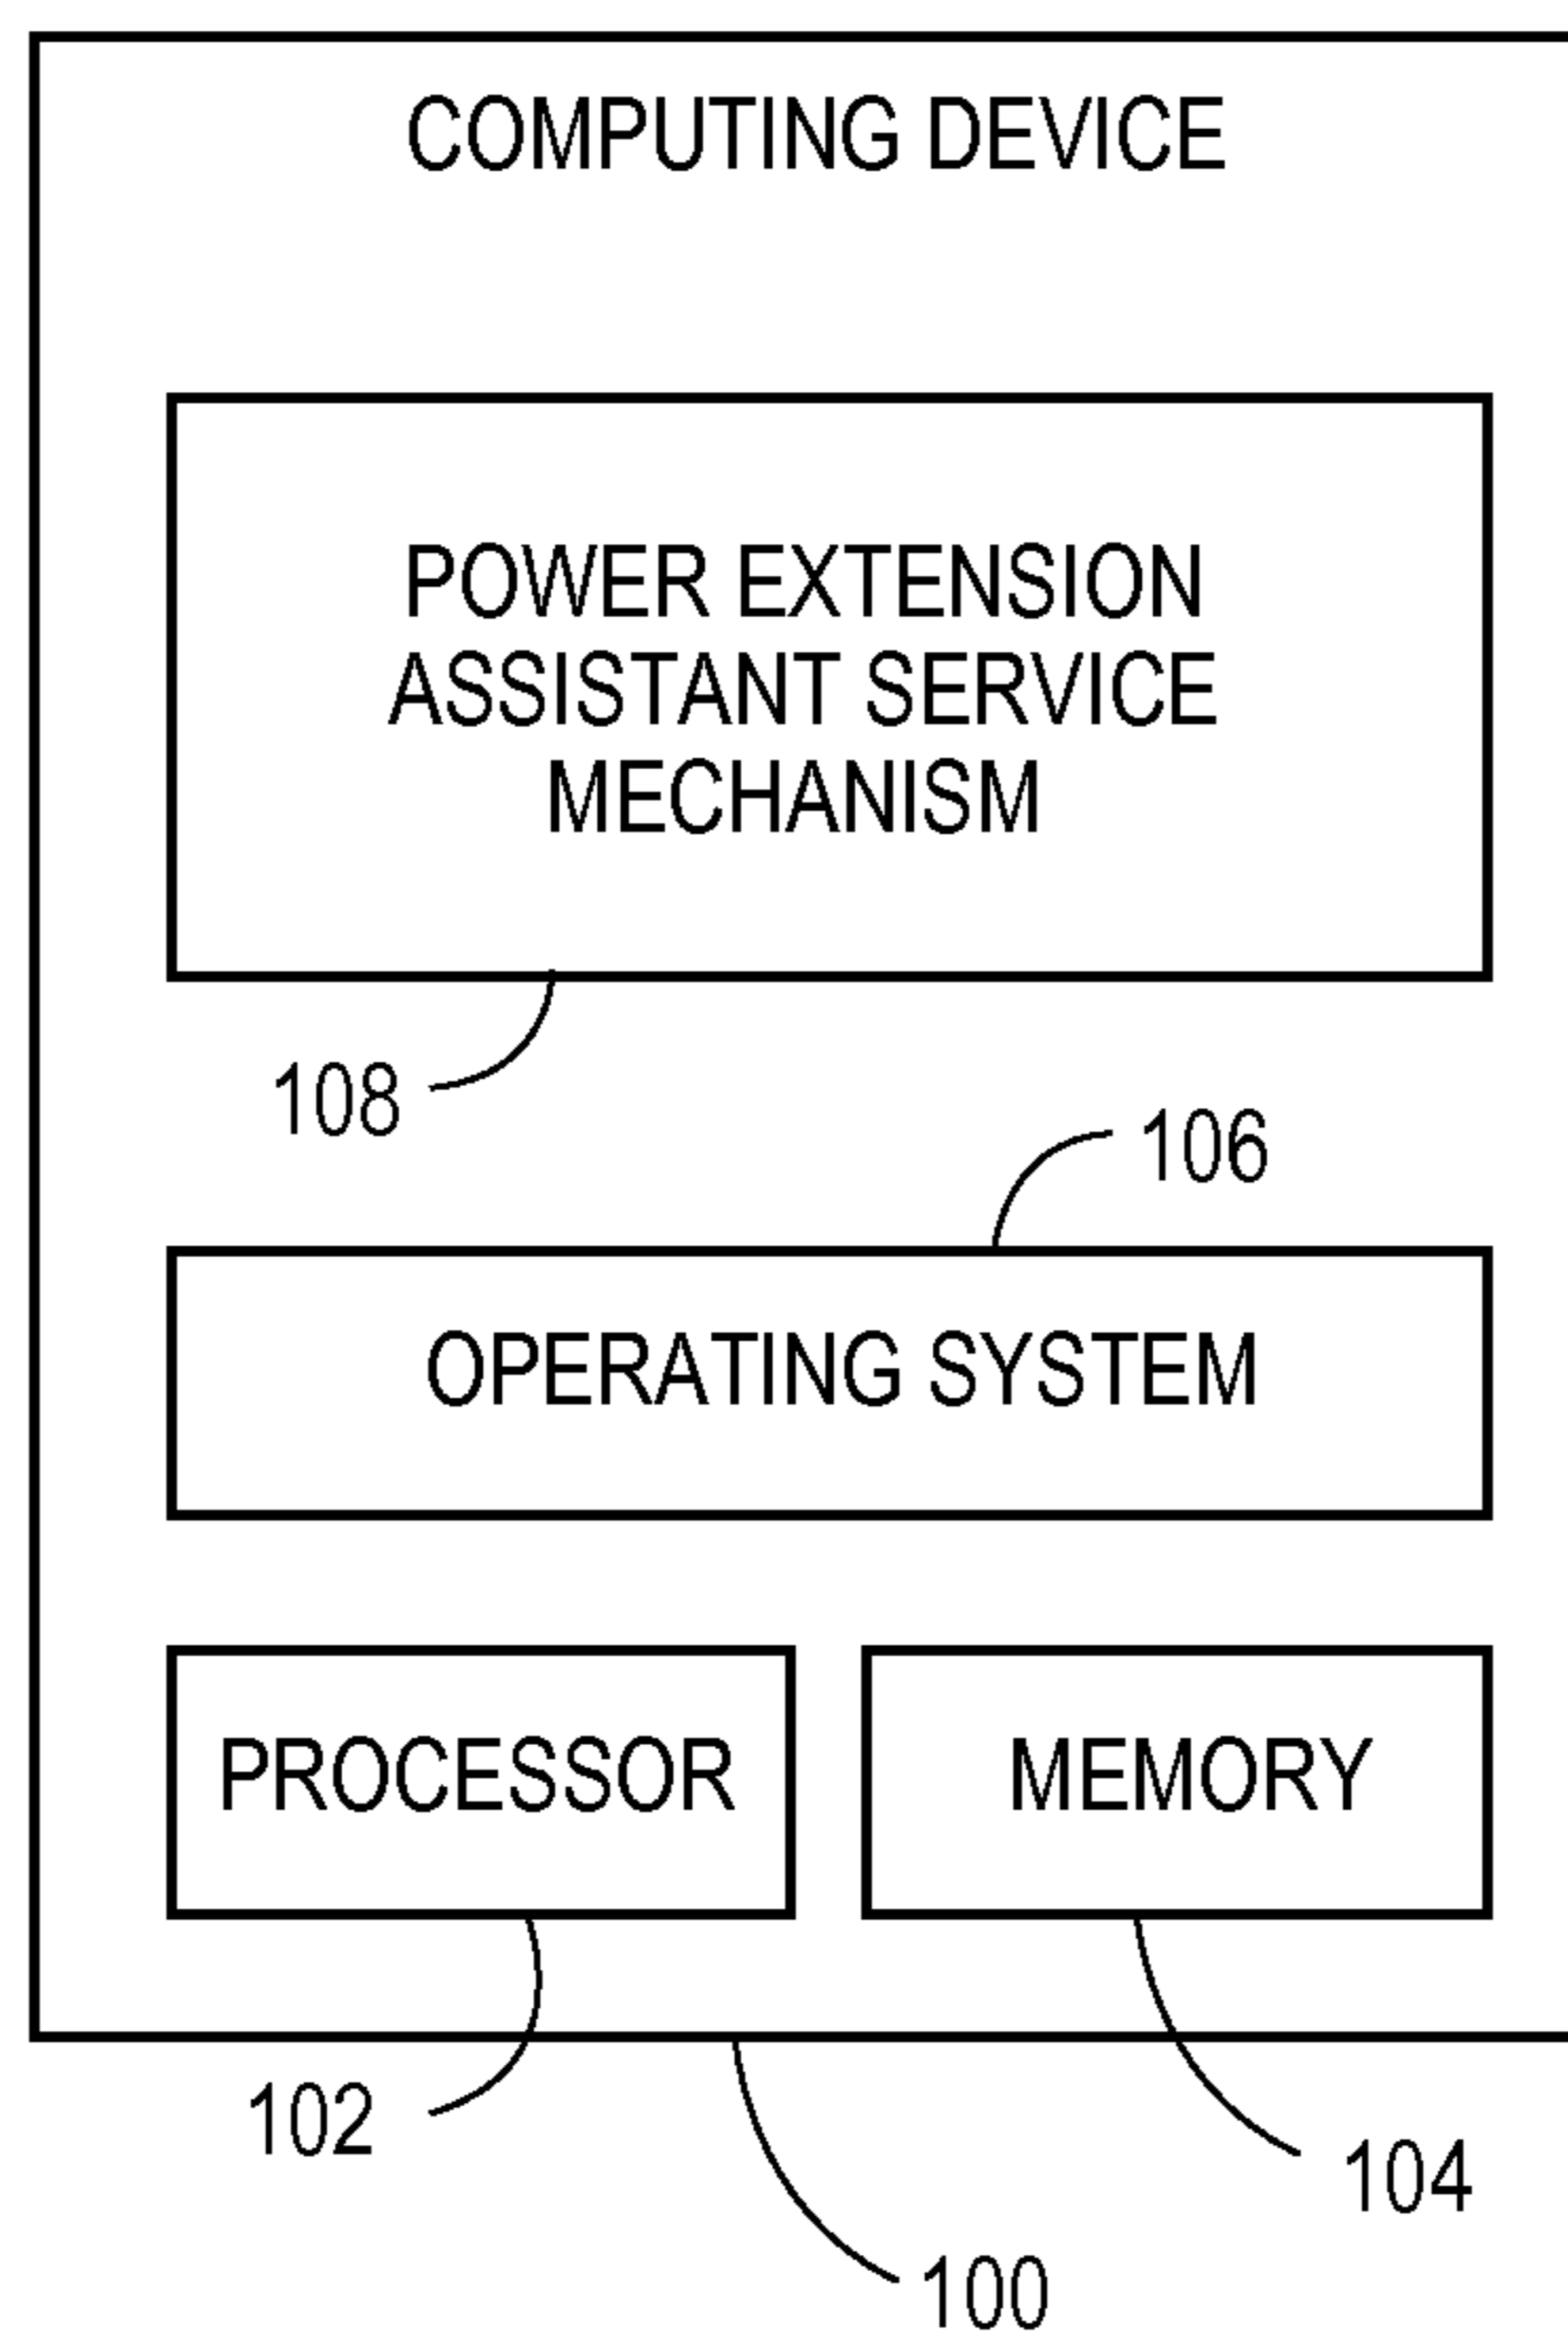 COMPUTING DEVICE
POWER EXTENSION
ASSISTANT SERVICE
MECHANISM
108
106
OPERATING SYSTEM
PROCESSOR
MEMORY
102
104
100